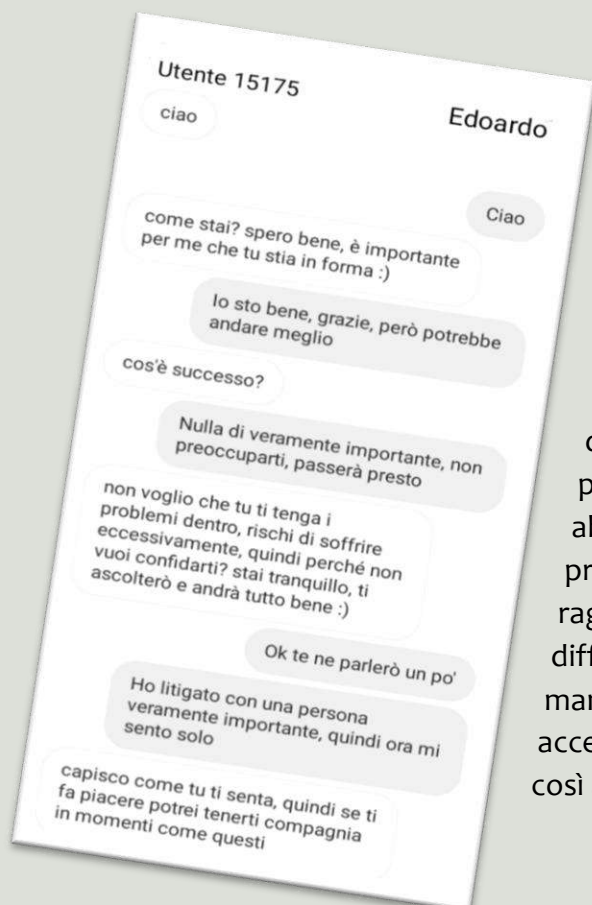 Utente 15175
Edoardo
ciao
Ciao
come stai? spero bene, è importante
per me che tu stia in forma :)
Io sto bene, grazie, però potrebbe
andare meglio
cos'è successo?
Nulla di veramente importante, non
preoccuparti, passerà presto
non voglio che tu ti tenga i
problemi dentro, rischi di soffrire
eccessivamente, quindi perché non
vuoi confidarti? stai tranquillo, ti
ascolterò e andrà tutto bene :)
Ok te ne parlerò un po'
Ho litigato con una persona
veramente importante, quindi ora mi
sento solo
capisco come tu ti senta, quindi se ti
fa piacere potrei tenerti compagnia
in momenti come questi
così